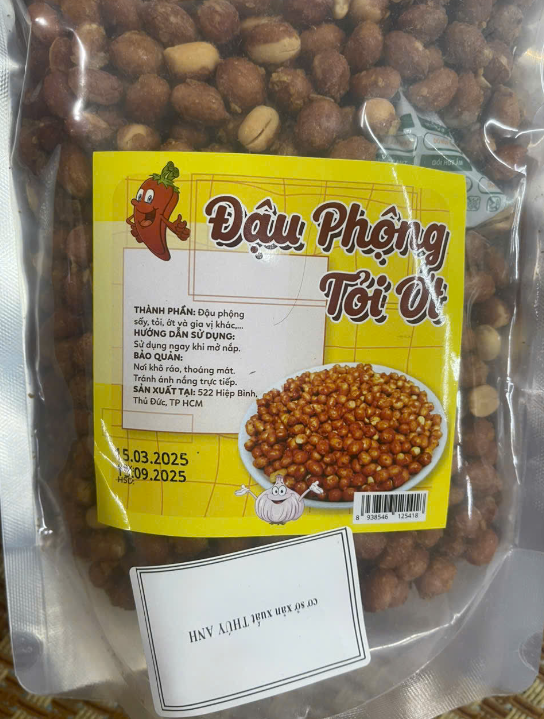 Đậu Phộng
Tỏi Ớt
THÀNH PHẦN: Đậu phộng
sấy, tỏi, ớt và gia vị khác,...
HƯỚNG DẪN SỬ DỤNG:
Sử dụng ngay khi mở nắp.
BẢO QUẢN:
Nơi khô ráo, thoáng mát.
Tránh ánh nắng trực tiếp.
SẢN XUẤT TẠI: 522 Hiệp Bình,
Thủ Đức, TP HCM
15.03.2025
.09.2025
HSD:
8 938546 125418
cơ sở sản xuất THÚY ANH